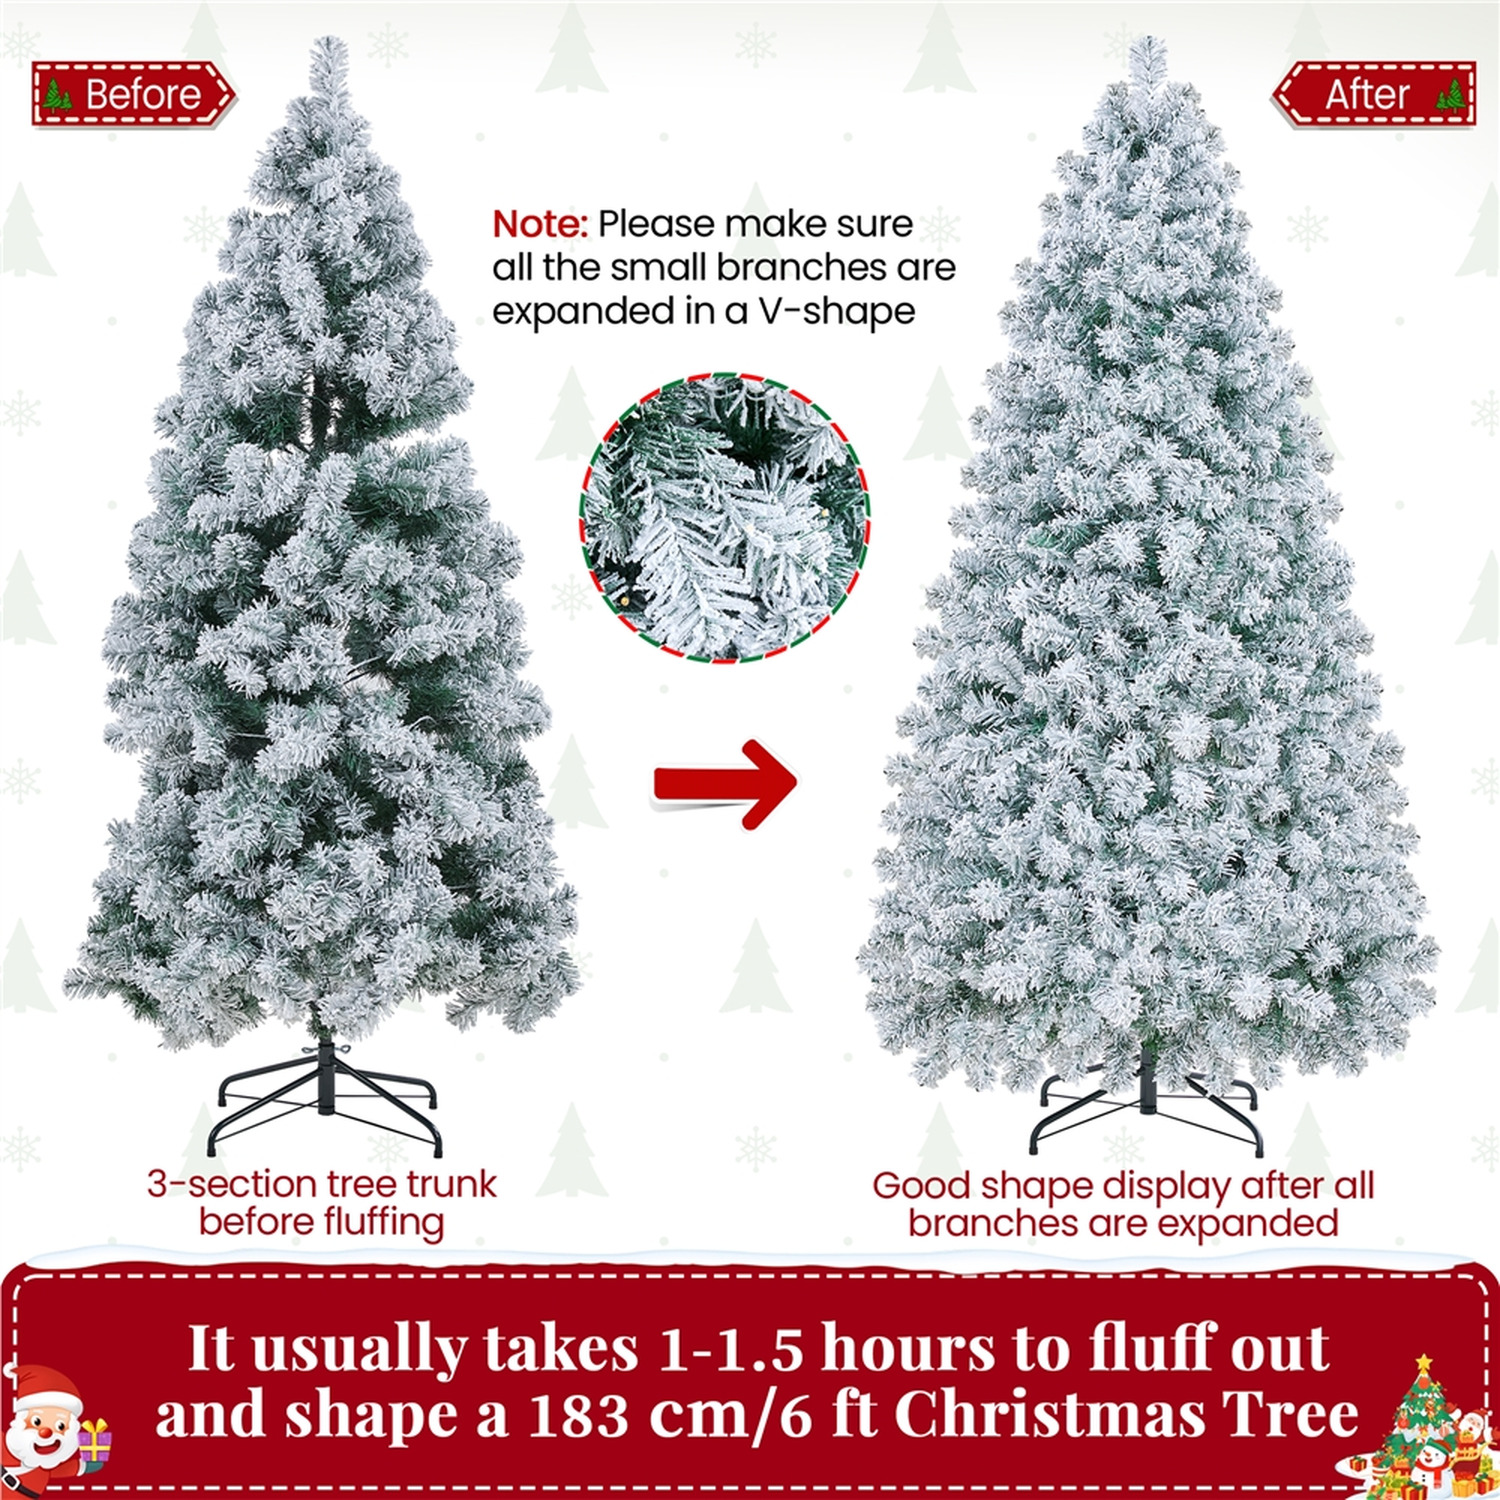 Before
After
Note: Please make sure
all the small branches are
expanded in a V-shape
3-section tree trunk
before fluffing
Good shape display after all
branches are expanded
It usually takes 1-1.5 hours to fluff out
and shape a 183 cm/6 ft Christmas Tree